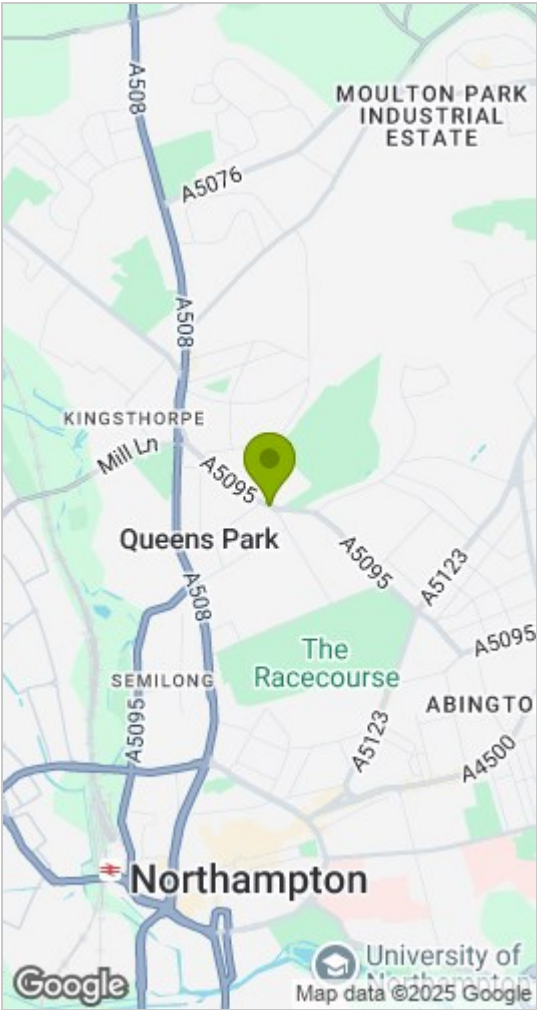 A508
MOULTON PARK
INDUSTRIAL
ESTATE
A5076
A508
KINGSTHORPE
Mill Ln
A5095
Queens Park
A5095
A5123
A508
The
Racecourse
A5095
SEMILONG
ABINGTO
A5095
A5123
A4500
Northampton
University of
Northampton
Google
Map data ©2025 Google